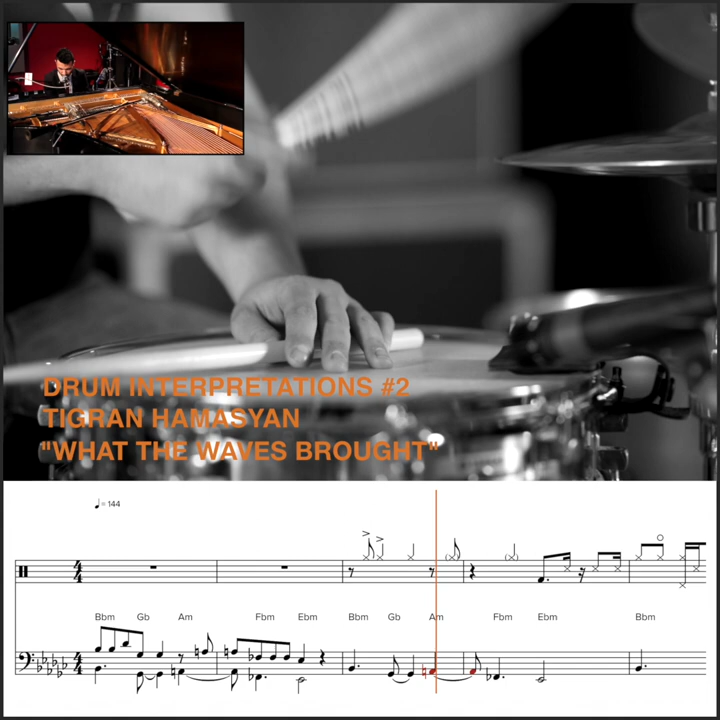 DRUM INTERPRETATIONS #2
TIGRAN HAMASYAN
"WHAT THE WAVES BROUGHT"
♩= 144
Bbm Gb Am Fbm Ebm Bbm Gb Am Fbm Ebm Bbm